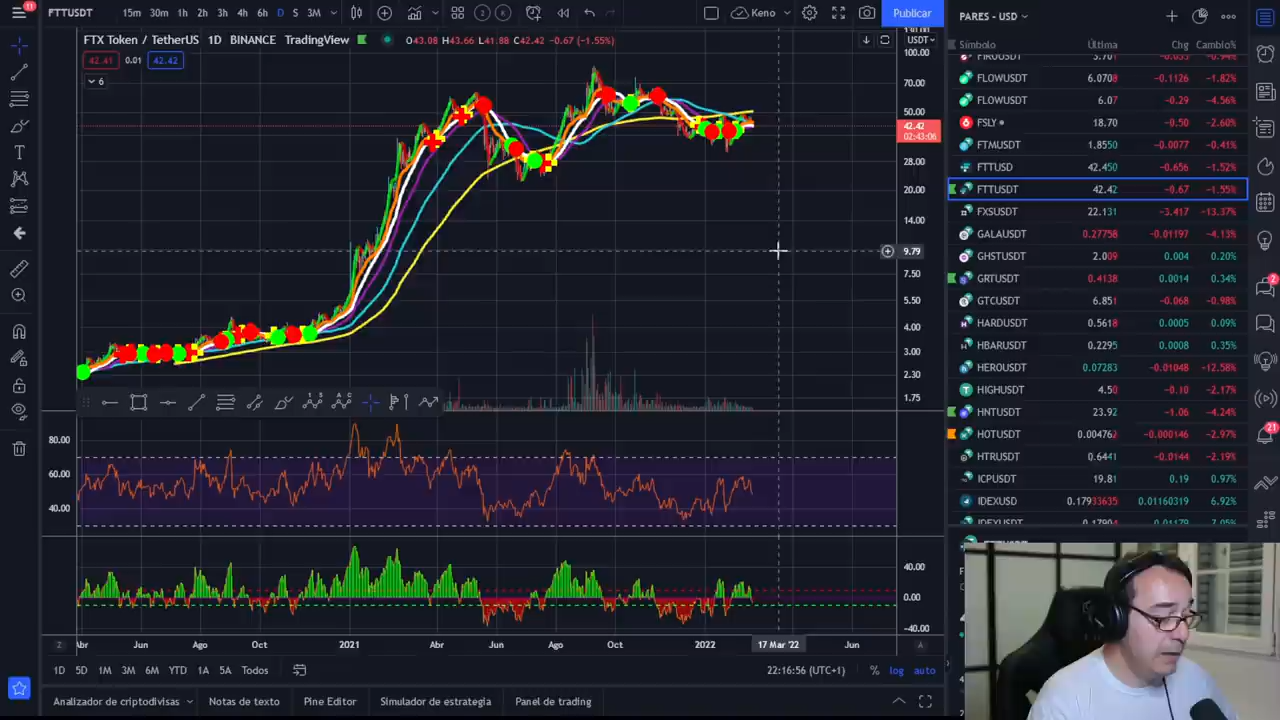 11
FTTUSDT
15m 30m 1h 2h 3h 4h 6h D S 3M
2
Keno
Publicar
PARES - USD
FTX Token / TetherUS 1D BINANCE TradingView O43.08 H43.66 L41.88 C42.42 -0.67 (-1.55%)
USDT
42.41 0.01 42.42
6
100.00
70.00
50.00
42.42
02:43:06
28.00
20.00
14.00
9.79
7.50
5.50
4.00
3.00
2.30
1.75
80.00
60.00
40.00
40.00
0.00
-40.00
Abr Jun Ago Oct 2021 Abr Jun Ago Oct 2022 17 Mar '22 Jun
Z
A
1D 5D 1M 3M 6M YTD 1A 5A Todos
22:16:56 (UTC+1) % log auto
Analizador de criptodivisas Notas de texto Pine Editor Simulador de estrategia Panel de trading
Símbolo Última Chg Cambio%
FLOWUSDT 6.0708 -0.1126 -1.82%
FLOWUSDT 6.07 -0.29 -4.56%
FSLY 18.70 -0.50 -2.60%
FTMUSDT 1.8550 -0.0077 -0.41%
FTTUSD 42.450 -0.656 -1.52%
FTTUSDT 42.42 -0.67 -1.55%
FXSUSDT 22.131 -3.417 -13.37%
GALAUSDT 0.27758 -0.01197 -4.13%
GHSTUSDT 2.009 0.004 0.20%
GRTUSDT 0.4138 0.0014 0.34%
GTCUSDT 6.851 -0.068 -0.98%
HARDUSDT 0.5618 0.0005 0.09%
HBARUSDT 0.2295 0.0008 0.35%
HEROUSDT 0.07283 -0.01048 -12.58%
HIGHUSDT 4.50 -0.10 -2.17%
HNTUSDT 23.92 -1.06 -4.24%
HOTUSDT 0.004762 -0.000146 -2.97%
HTRUSDT 0.6441 -0.0144 -2.19%
ICPUSDT 19.81 0.19 0.97%
IDEXUSD 0.17933635 0.01160319 6.92%
2
21